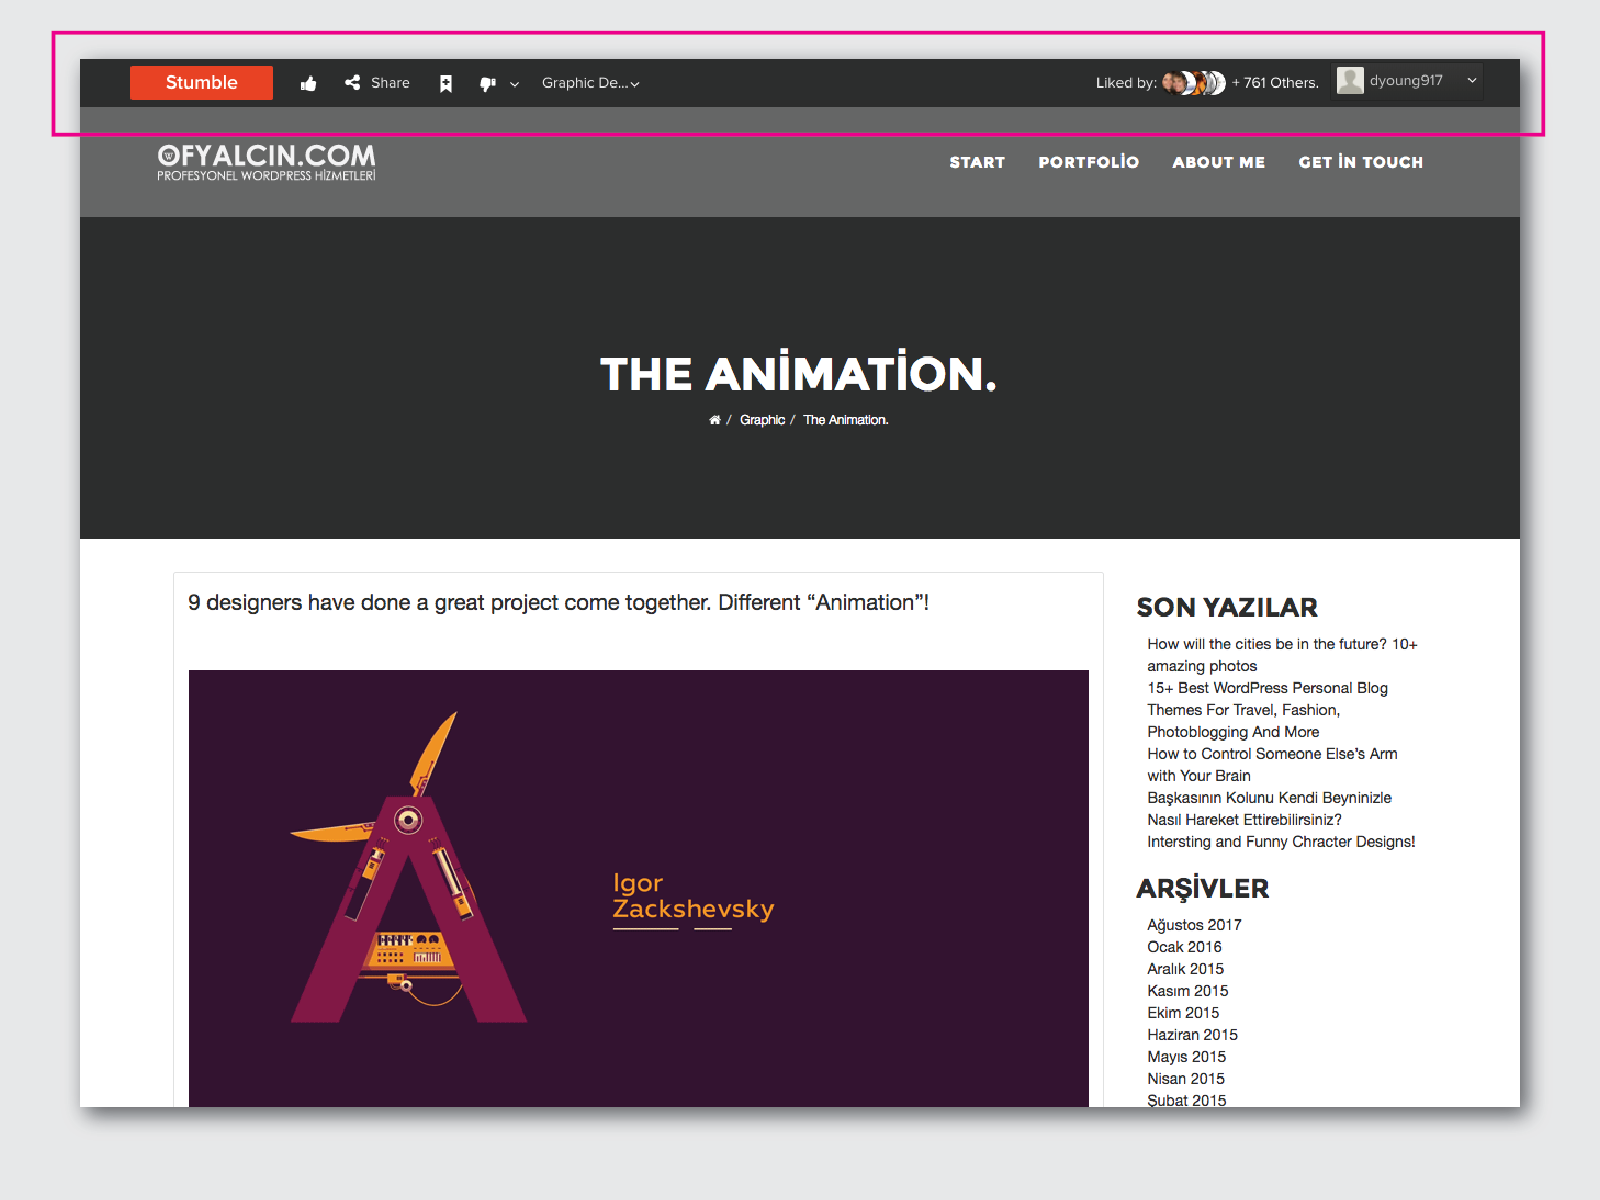 Stumble Share Graphic De... Liked by: + 761 Others. dyoung917
OFYALCIN.COM
PROFESYONEL WORDPRESS HİZMETLERİ
START PORTFOLİO ABOUT ME GET İN TOUCH
THE ANİMATİON.
/ Graphic / The Animation.
9 designers have done a great project come together. Different “Animation”!
Igor
Zackshevsky
SON YAZILAR
How will the cities be in the future? 10+
amazing photos
15+ Best WordPress Personal Blog
Themes For Travel, Fashion,
Photoblogging And More
How to Control Someone Else’s Arm
with Your Brain
Başkasının Kolunu Kendi Beyninizle
Nasıl Hareket Ettirebilirsiniz?
Intersting and Funny Chracter Designs!
ARŞİVLER
Ağustos 2017
Ocak 2016
Aralık 2015
Kasım 2015
Ekim 2015
Haziran 2015
Mayıs 2015
Nisan 2015
Şubat 2015